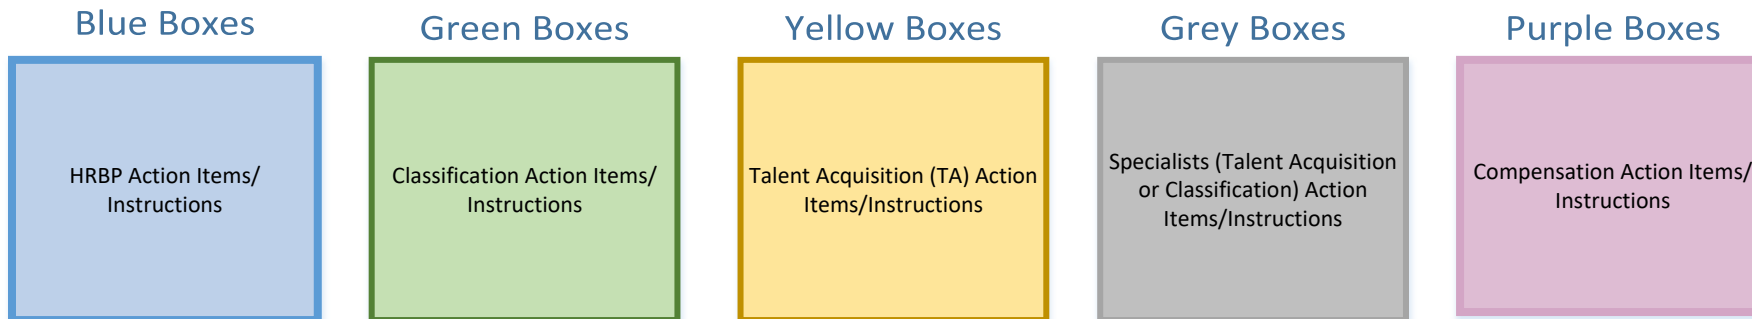 Blue Boxes
Green Boxes
Yellow Boxes
Grey Boxes
Purple Boxes
HRBP Action Items/
Instructions
Classification Action Items/
Instructions
Talent Acquisition (TA) Action
Items/Instructions
Specialists (Talent Acquisition
or Classification) Action
Items/Instructions
Compensation Action Items/
Instructions